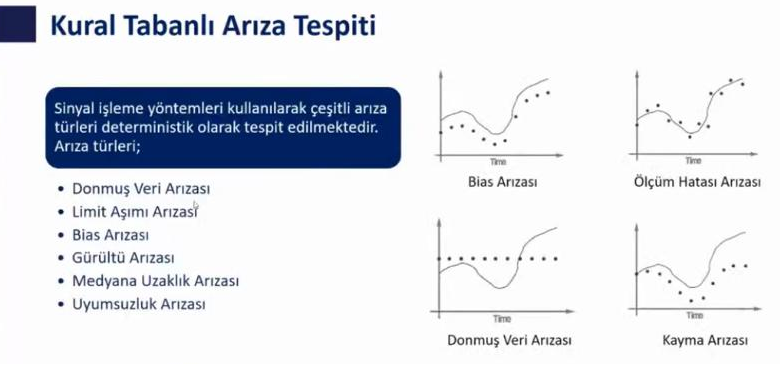 Kural Tabanlı Arıza Tespiti
Sinyal işleme yöntemleri kullanılarak çeşitli arıza
türleri deterministik olarak tespit edilmektedir.
Arıza türleri;
• Donmuş Veri Arızası
• Limit Aşımı Arızası
• Bias Arızası
• Gürültü Arızası
• Medyana Uzaklık Arızası
• Uyumsuzluk Arızası
Time
Bias Arızası
Time
Ölçüm Hatası Arızası
Time
Donmuş Veri Arızası
Time
Kayma Arızası